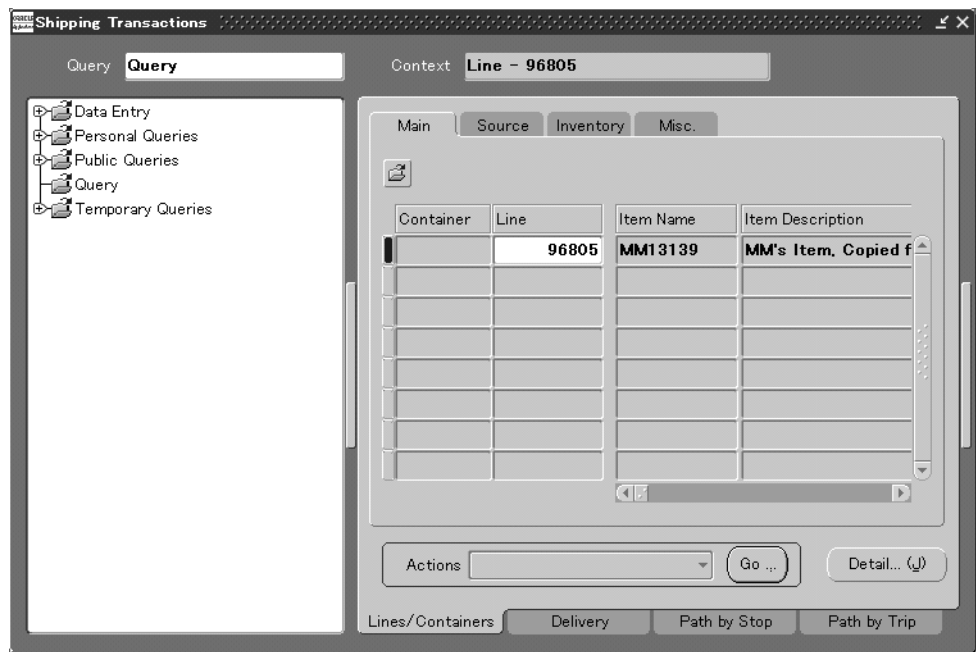 ORACLE
Shipping Transactions
Query Query
Context Line - 96805
Data Entry
Personal Queries
Public Queries
Query
Temporary Queries
Main Source Inventory Misc.
Container Line Item Name Item Description
96805 MM13139 MM's Item, Copied f
Actions Go ... Detail... (J)
Lines/Containers Delivery Path by Stop Path by Trip